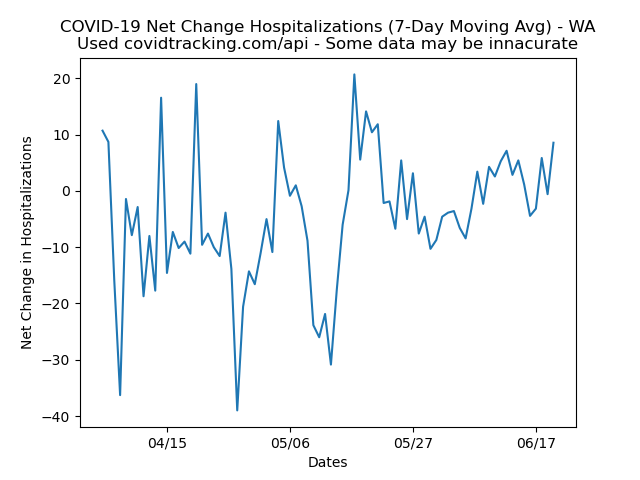 COVID-19 Net Change Hospitalizations (7-Day Moving Avg) - WA
Used covidtracking.com/api - Some data may be innacurate
20
10
0
−10
−20
−30
−40
Net Change in Hospitalizations
04/15
05/06
05/27
06/17
Dates